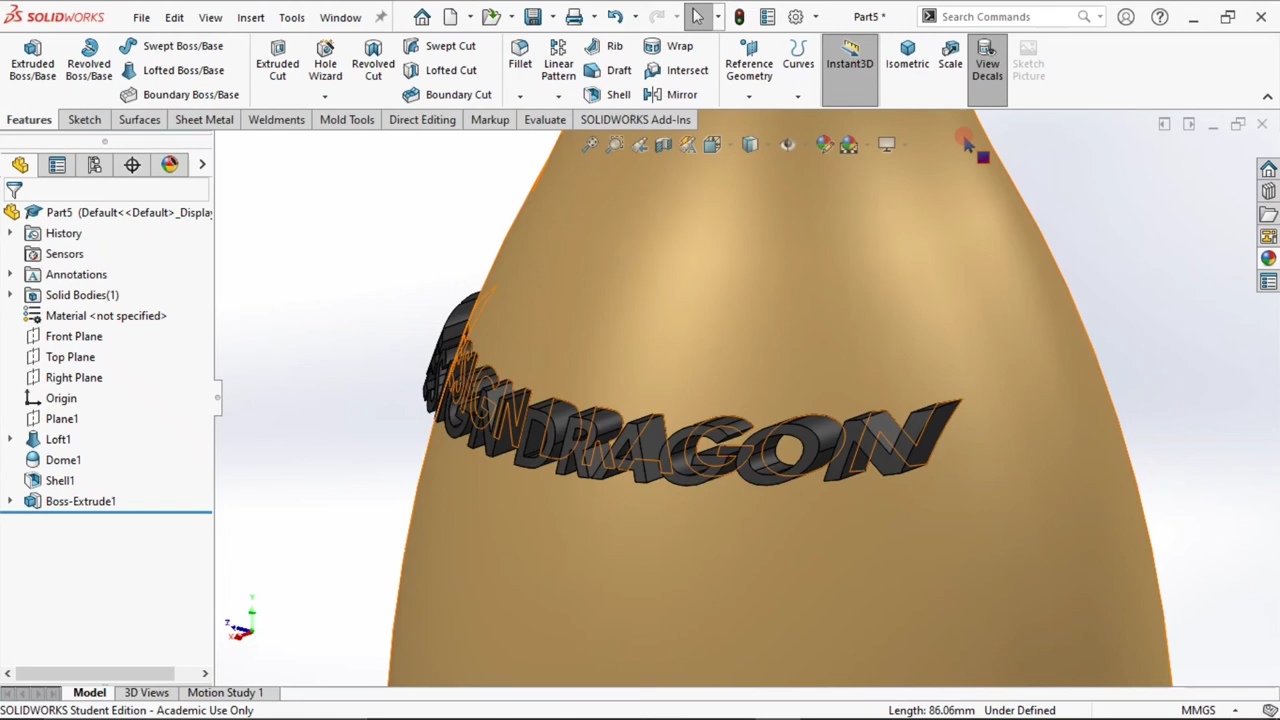 SOLIDWORKS File Edit View Insert Tools Window Part5 * Search Commands
Extruded Boss/Base
Revolved Boss/Base
Swept Boss/Base
Lofted Boss/Base
Boundary Boss/Base
Extruded Cut
Hole Wizard
Revolved Cut
Swept Cut
Lofted Cut
Boundary Cut
Fillet
Linear Pattern
Rib
Draft
Shell
Wrap
Intersect
Mirror
Reference Geometry
Curves
Instant3D
Isometric
Scale
View Decals
Sketch Picture
Features Sketch Surfaces Sheet Metal Weldments Mold Tools Direct Editing Markup Evaluate SOLIDWORKS Add-Ins
Part5 (Default<<Default>_Displa
History
Sensors
Annotations
Solid Bodies(1)
Material <not specified>
Front Plane
Top Plane
Right Plane
Origin
Plane1
Loft1
Dome1
Shell1
Boss-Extrude1
DRAGON
Y
Z
X
Model 3D Views Motion Study 1
SOLIDWORKS Student Edition - Academic Use Only Length: 86.06mm Under Defined MMGS